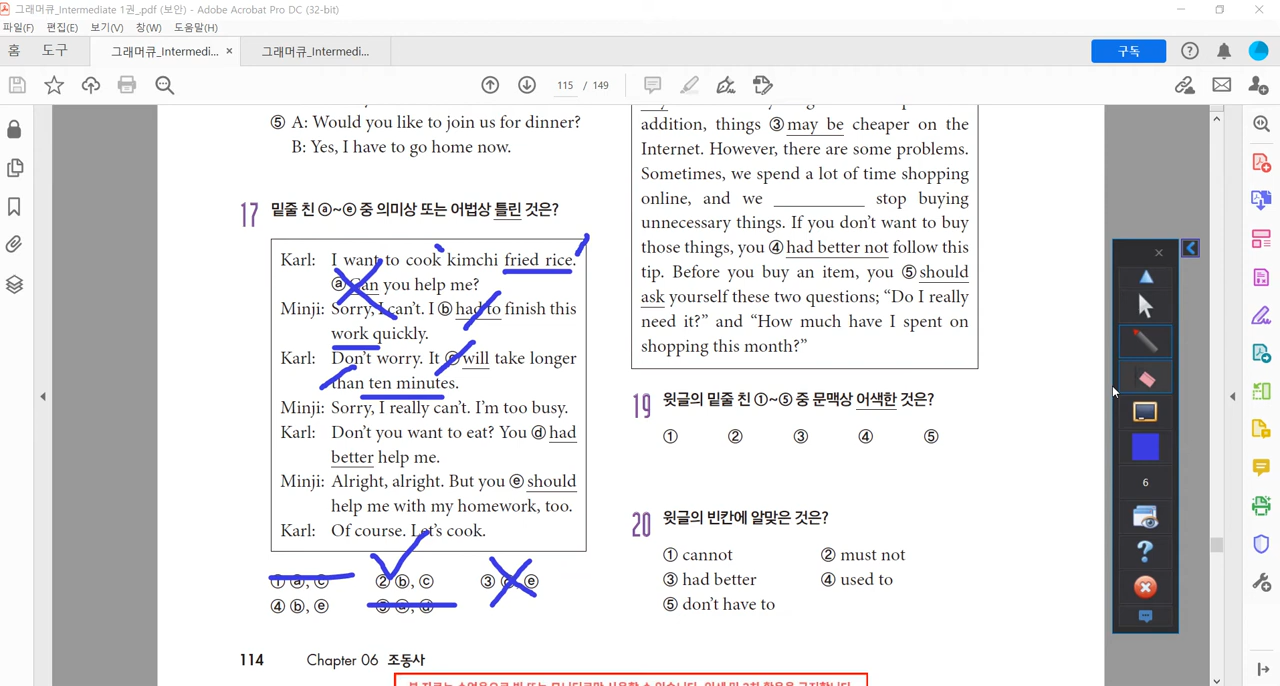 그래머큐_Intermediate 1권_.pdf (보안) - Adobe Acrobat Pro DC (32-bit)
파일(F) 편집(E) 보기(V) 창(W) 도움말(H)
홈 도구 그래머큐_Intermedi... × 그래머큐_Intermedi... 구독
115 / 149
⑤ A: Would you like to join us for dinner?
B: Yes, I have to go home now.
17 밑줄 친 ⓐ~ⓔ 중 의미상 또는 어법상 틀린 것은?
Karl: I want to cook kimchi fried rice.
ⓐ Can you help me?
Minji: Sorry, I can't. I ⓑ had to finish this
work quickly.
Karl: Don't worry. It ⓒ will take longer
than ten minutes.
Minji: Sorry, I really can't. I'm too busy.
Karl: Don't you want to eat? You ⓓ had
better help me.
Minji: Alright, alright. But you ⓔ should
help me with my homework, too.
Karl: Of course. Let's cook.
① ⓐ, ⓒ ② ⓑ, ⓒ ③ ⓔ
④ ⓑ, ⓔ ⑤ ⓐ, ⓓ
114 Chapter 06 조동사
addition, things ③ may be cheaper on the
Internet. However, there are some problems.
Sometimes, we spend a lot of time shopping
online, and we __________ stop buying
unnecessary things. If you don't want to buy
those things, you ④ had better not follow this
tip. Before you buy an item, you ⑤ should
ask yourself these two questions; “Do I really
need it?” and “How much have I spent on
shopping this month?”
19 윗글의 밑줄 친 ①~⑤ 중 문맥상 어색한 것은?
① ② ③ ④ ⑤
20 윗글의 빈칸에 알맞은 것은?
① cannot ② must not
③ had better ④ used to
⑤ don't have to
6